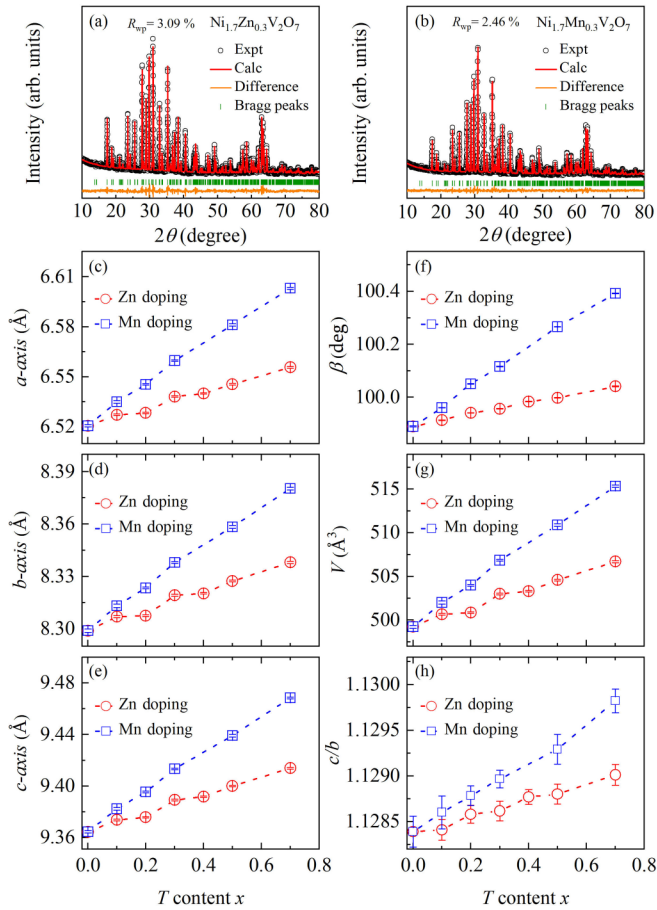 (a)
R_wp = 3.09 %
Ni1.7Zn0.3V2O7
Expt
Calc
Difference
Bragg peaks
Intensity (arb. units)
10 20 30 40 50 60 70 80
2θ (degree)
(b)
R_wp = 2.46 %
Ni1.7Mn0.3V2O7
Expt
Calc
Difference
Bragg peaks
Intensity (arb. units)
10 20 30 40 50 60 70 80
2θ (degree)
(c)
Zn doping
Mn doping
a-axis (Å)
6.61
6.58
6.55
6.52
(f)
Zn doping
Mn doping
β (deg)
100.4
100.2
100.0
(d)
Zn doping
Mn doping
b-axis (Å)
8.39
8.36
8.33
8.30
(g)
Zn doping
Mn doping
V (Å³)
515
510
505
500
(e)
Zn doping
Mn doping
c-axis (Å)
9.48
9.44
9.40
9.36
0.0 0.2 0.4 0.6 0.8
T content x
(h)
Zn doping
Mn doping
c/b
1.1300
1.1295
1.1290
1.1285
0.0 0.2 0.4 0.6 0.8
T content x